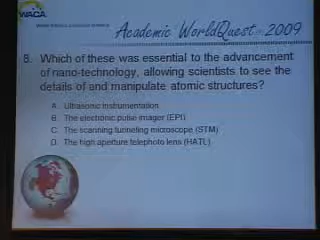 WACA
Academic WorldQuest 2009
8. Which of these was essential to the advancement
of nano-technology, allowing scientists to see the
details of and manipulate atomic structures?
A. Ultrasonic instrumentation
B. The electronic pulse imager (EPI)
C. The scanning tunneling microscope (STM)
D. The high aperture telephoto lens (HATL)